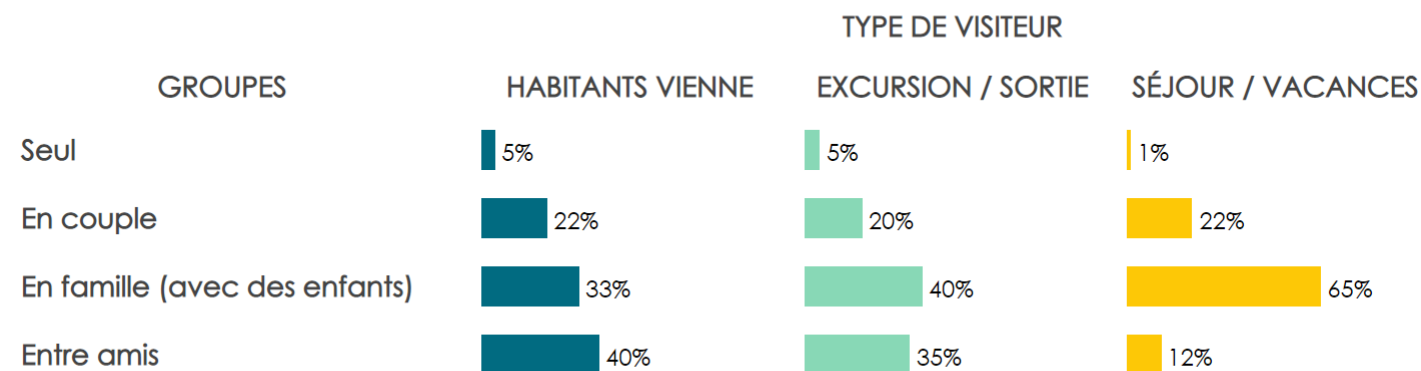 TYPE DE VISITEUR
GROUPES HABITANTS VIENNE EXCURSION / SORTIE SÉJOUR / VACANCES
Seul 5% 5% 1%
En couple 22% 20% 22%
En famille (avec des enfants) 33% 40% 65%
Entre amis 40% 35% 12%